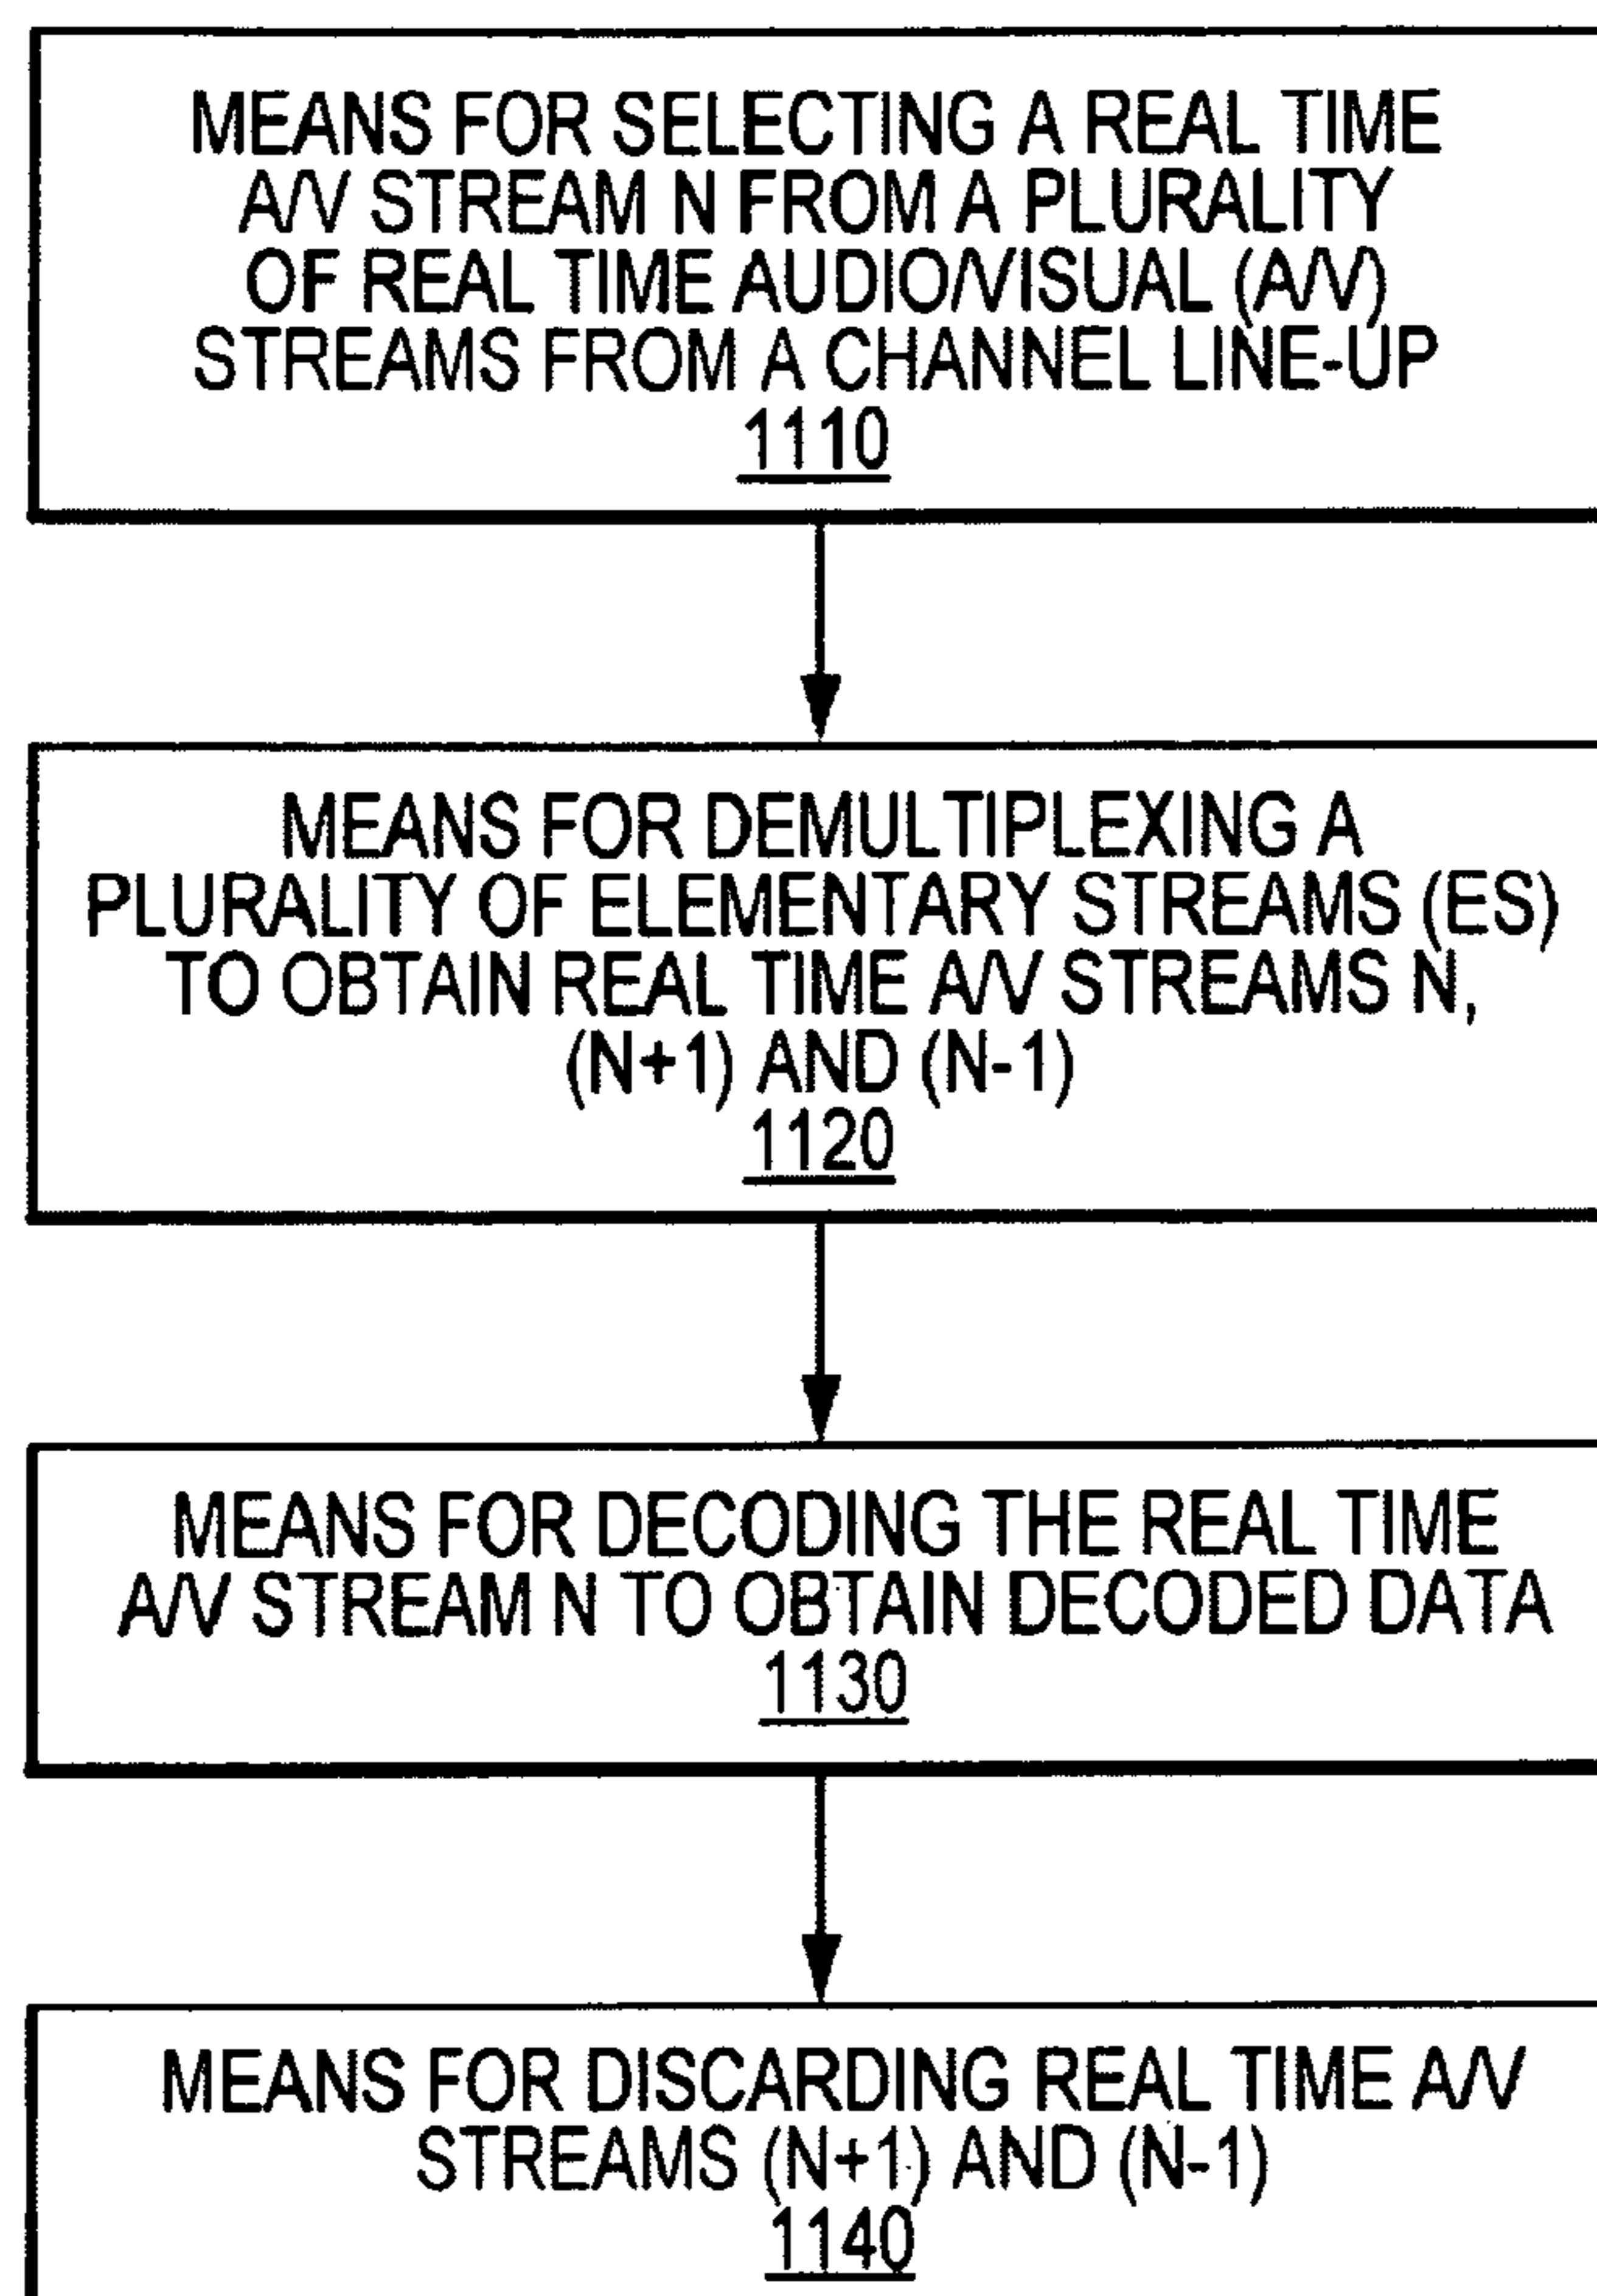 MEANS FOR SELECTING A REAL TIME
A/V STREAM N FROM A PLURALITY
OF REAL TIME AUDIO/VISUAL (A/V)
STREAMS FROM A CHANNEL LINE-UP
1110
MEANS FOR DEMULTIPLEXING A
PLURALITY OF ELEMENTARY STREAMS (ES)
TO OBTAIN REAL TIME A/V STREAMS N,
(N+1) AND (N-1)
1120
MEANS FOR DECODING THE REAL TIME
A/V STREAM N TO OBTAIN DECODED DATA
1130
MEANS FOR DISCARDING REAL TIME A/V
STREAMS (N+1) AND (N-1)
1140